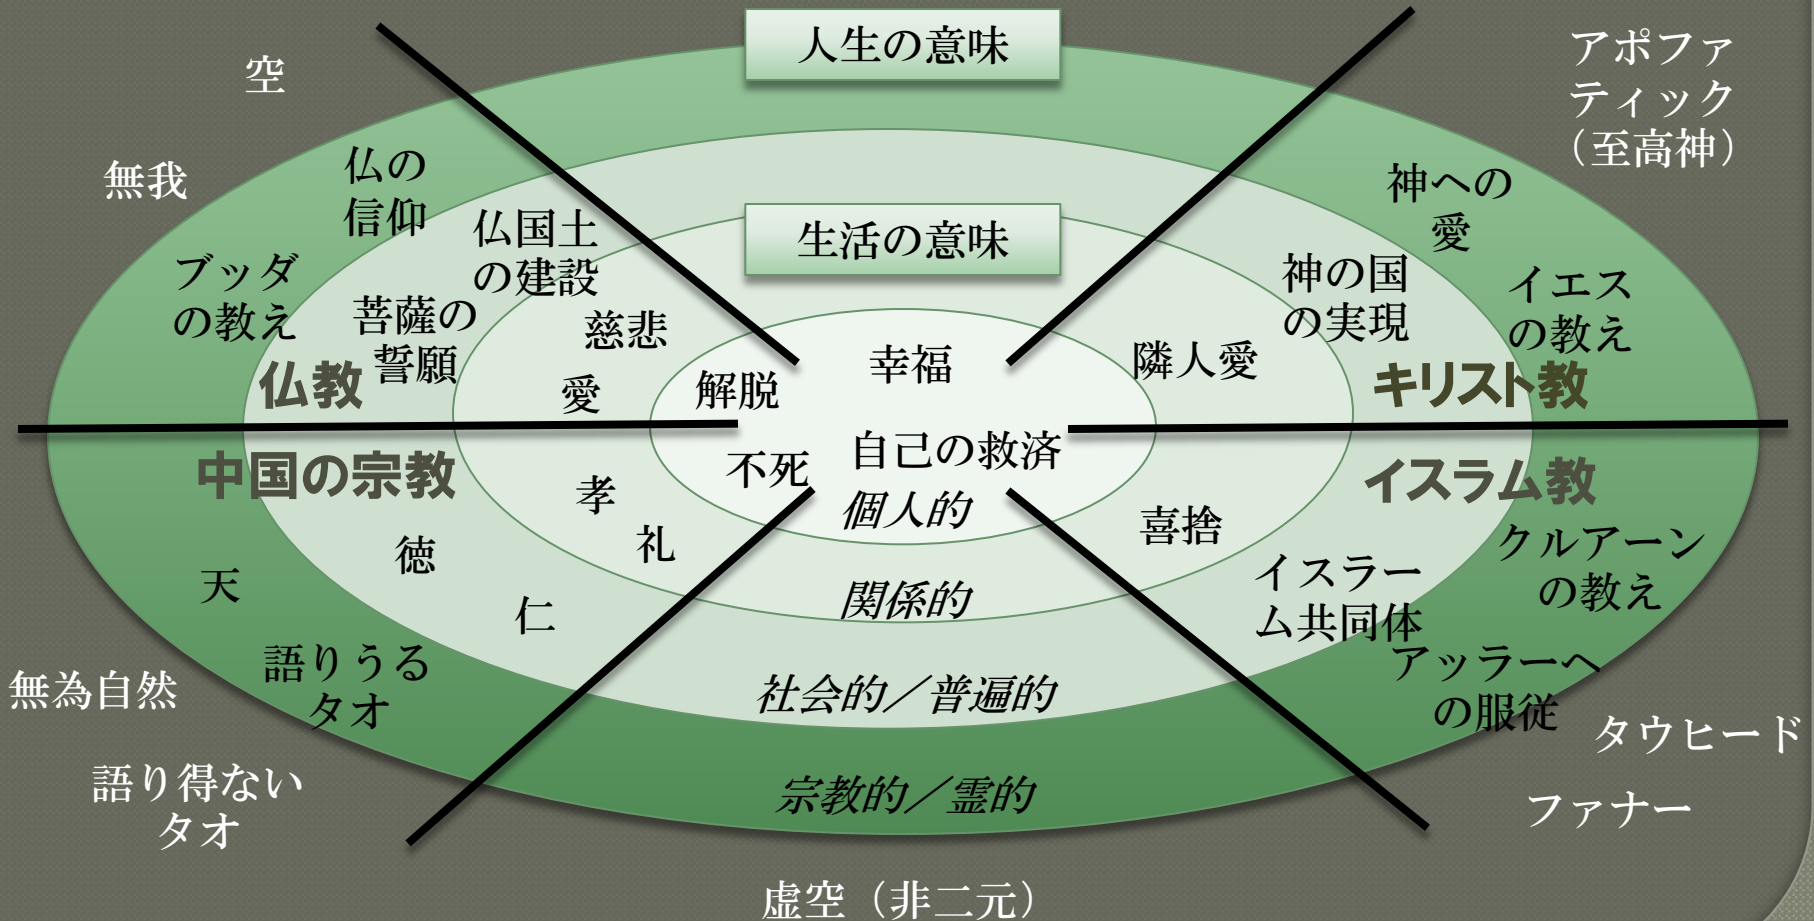 人生の意味
空
アポファ
ティック
（至高神）
無我
仏の
信仰
神への
愛
仏国土
の建設
生活の意味
ブッダ
の教え
神の国
の実現
イエス
の教え
菩薩の
誓願
慈悲
愛
解脱
幸福
隣人愛
仏教
キリスト教
中国の宗教
不死
自己の救済
個人的
イスラム教
孝
礼
喜捨
徳
天
仁
関係的
イスラー
ム共同体
クルアーン
の教え
語りうる
タオ
無為自然
社会的／普遍的
アッラーへ
の服従
タウヒード
語り得ない
タオ
宗教的／霊的
ファナー
虚空（非二元）